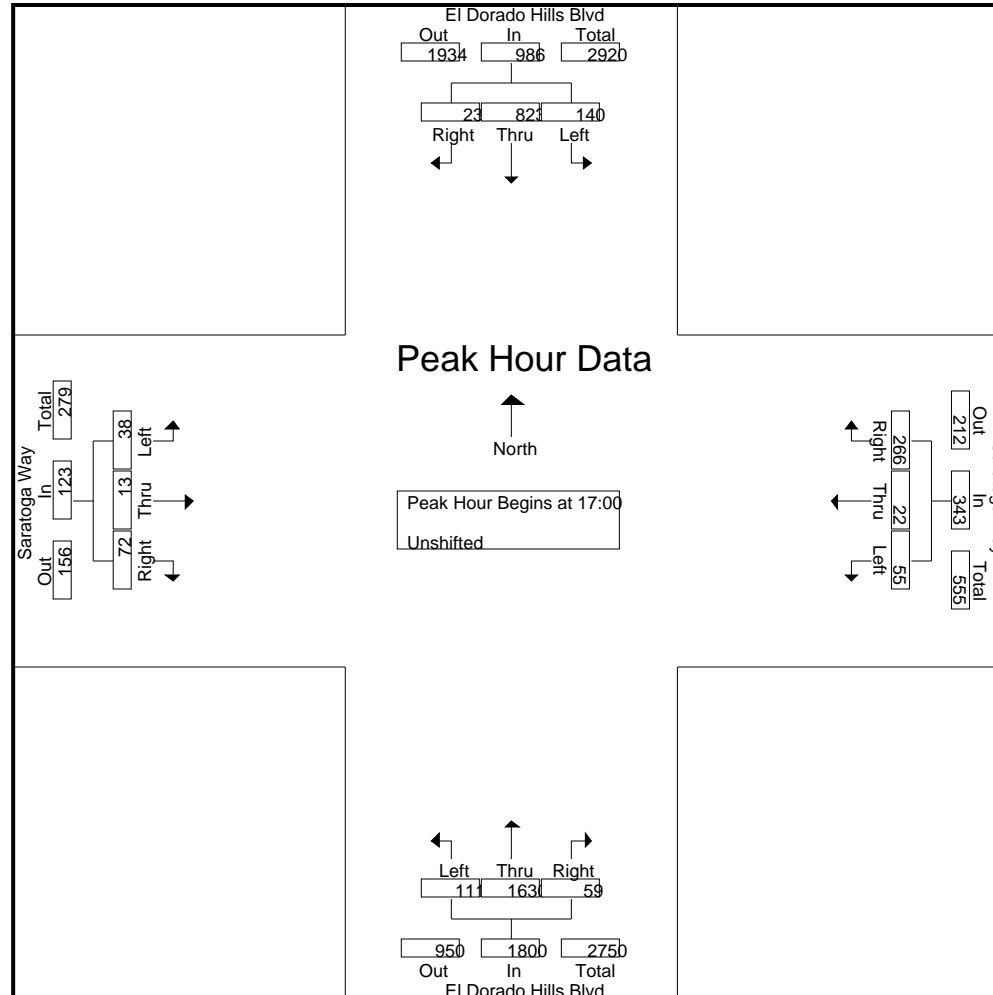 El Dorado Hills Blvd
Out In Total
1934 986 2920
23 823 140
Right Thru Left
Peak Hour Data
North
Peak Hour Begins at 17:00
Unshifted
Saratoga Way
Total In Out
279 123 156
38 13 72
Left Thru Right
Right Thru Left
266 22 55
Out In Total
212 343 555
Left Thru Right
111 1630 59
950 1800 2750
Out In Total
El Dorado Hills Blvd